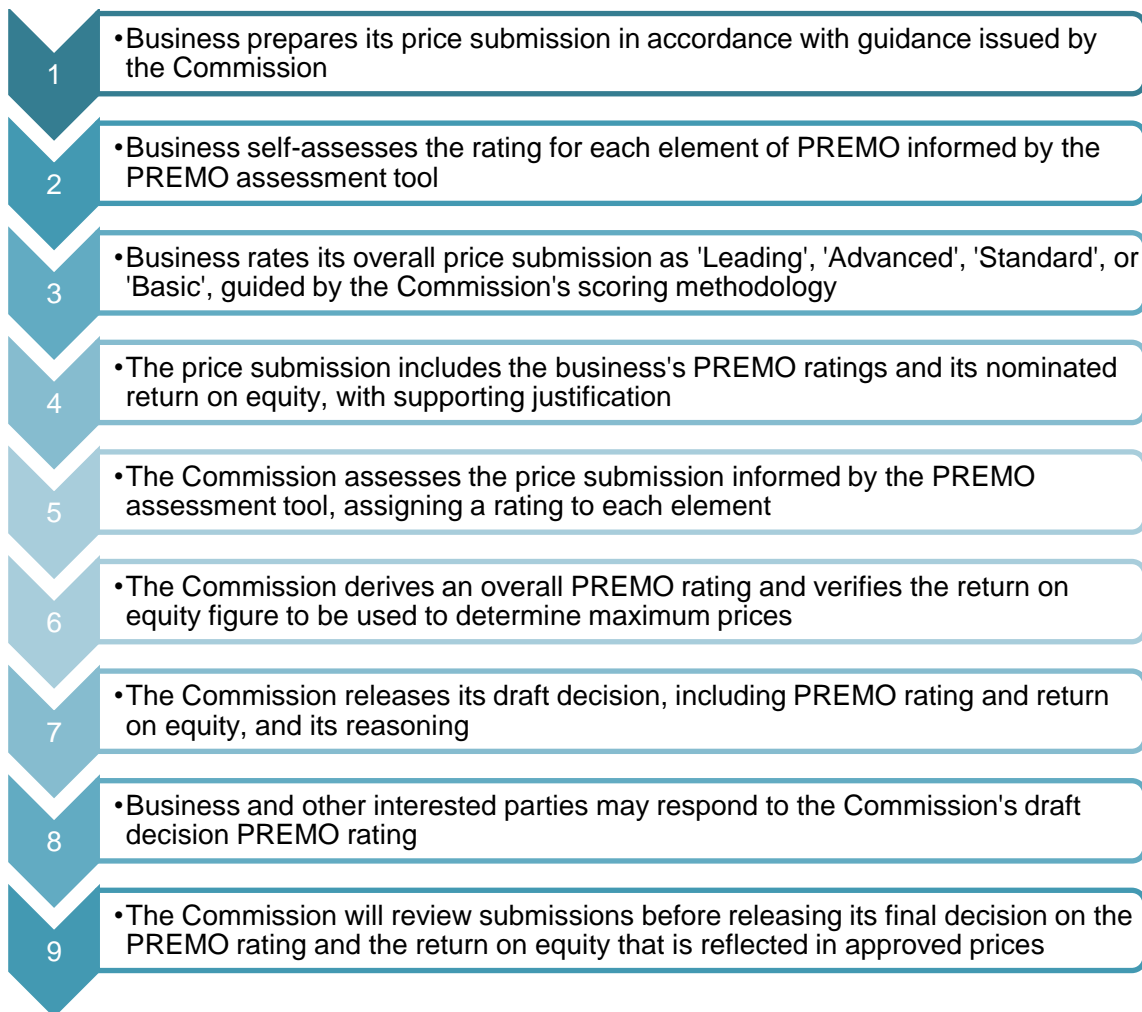 1
•Business prepares its price submission in accordance with guidance issued by
the Commission
2
•Business self-assesses the rating for each element of PREMO informed by the
PREMO assessment tool
3
•Business rates its overall price submission as 'Leading', 'Advanced', 'Standard', or
'Basic', guided by the Commission's scoring methodology
4
•The price submission includes the business's PREMO ratings and its nominated
return on equity, with supporting justification
5
•The Commission assesses the price submission informed by the PREMO
assessment tool, assigning a rating to each element
6
•The Commission derives an overall PREMO rating and verifies the return on
equity figure to be used to determine maximum prices
7
•The Commission releases its draft decision, including PREMO rating and return
on equity, and its reasoning
8
•Business and other interested parties may respond to the Commission's draft
decision PREMO rating
9
•The Commission will review submissions before releasing its final decision on the
PREMO rating and the return on equity that is reflected in approved prices